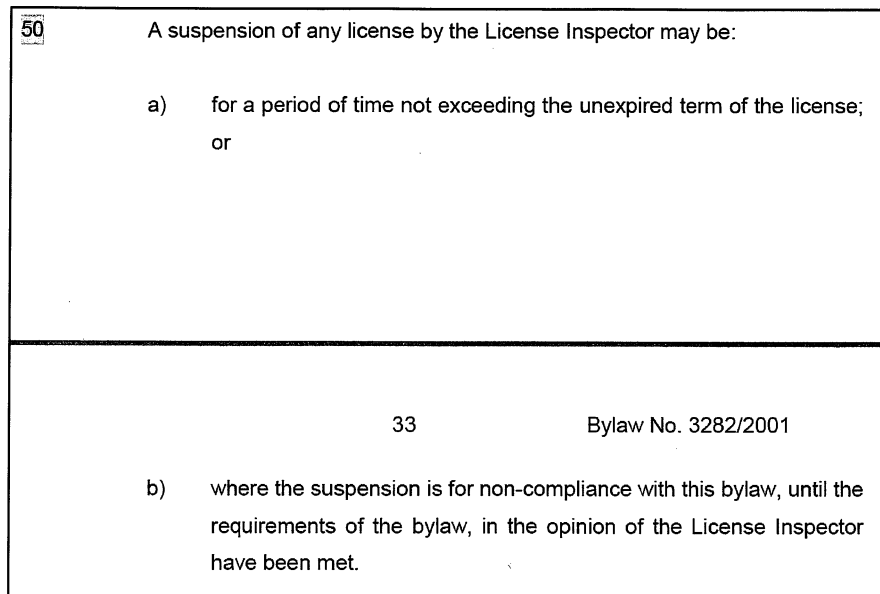 50 A suspension of any license by the License Inspector may be:
a) for a period of time not exceeding the unexpired term of the license;
or
33 Bylaw No. 3282/2001
b) where the suspension is for non-compliance with this bylaw, until the
requirements of the bylaw, in the opinion of the License Inspector
have been met.